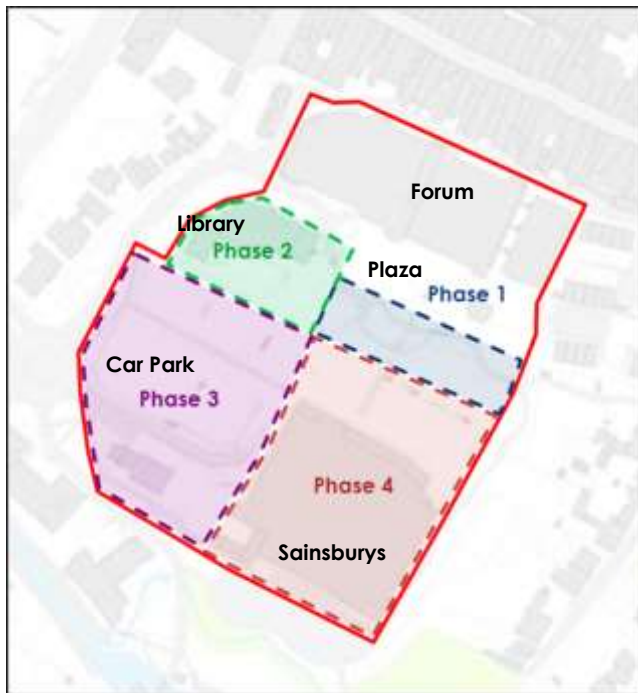 Forum
Library
Phase 2
Plaza
Phase 1
Car Park
Phase 3
Phase 4
Sainsburys